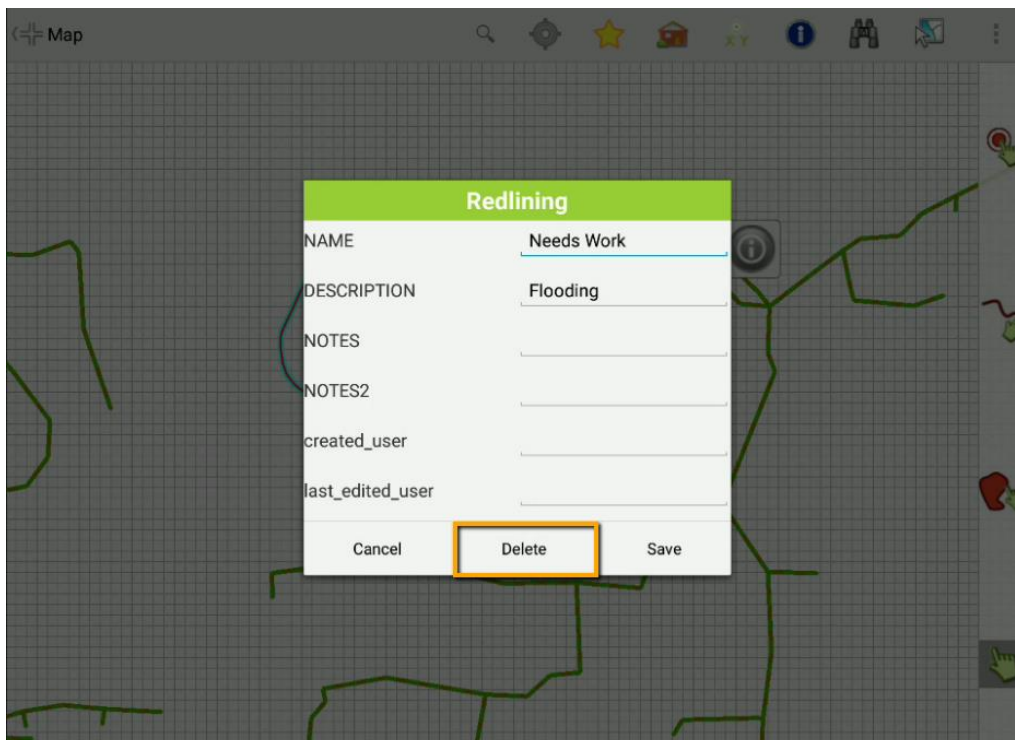 Map
Redlining
NAME Needs Work
DESCRIPTION Flooding
NOTES
NOTES2
created_user
last_edited_user
Cancel Delete Save